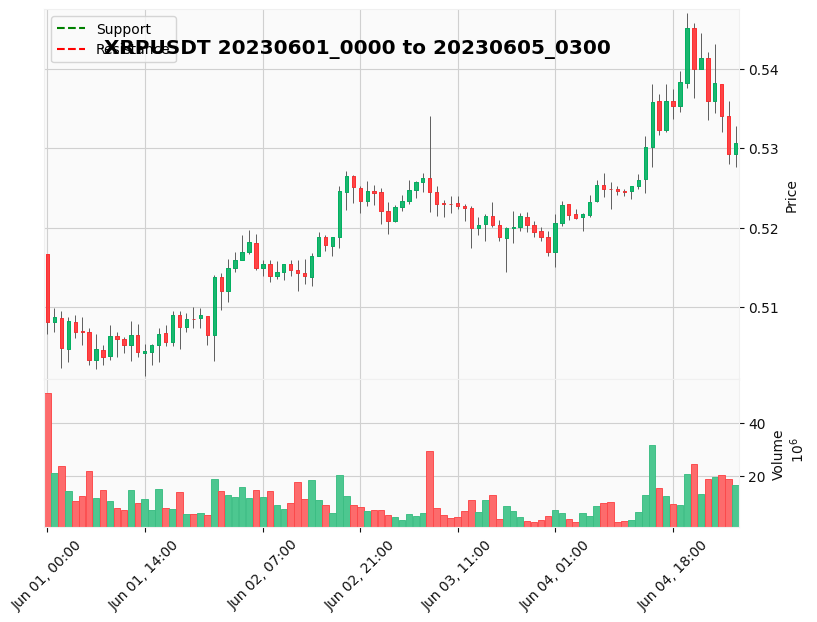 Support
Resistance
XRPUSDT 20230601_0000 to 20230605_0300
0.54
0.53
0.52
0.51
Price
40
20
Volume
10^6
Jun 01, 00:00
Jun 01, 14:00
Jun 02, 07:00
Jun 02, 21:00
Jun 03, 11:00
Jun 04, 01:00
Jun 04, 18:00